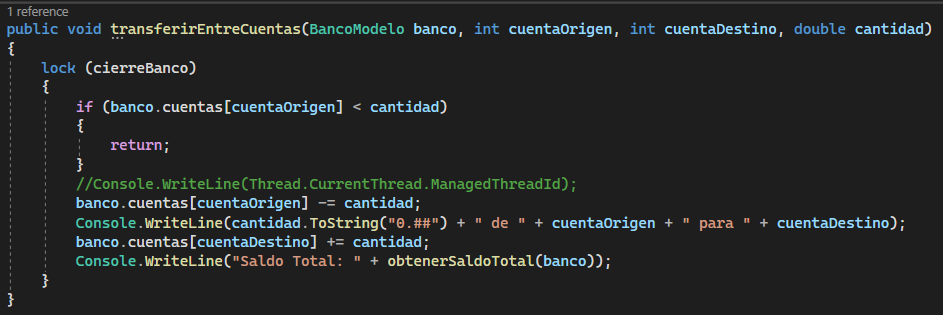 1 reference
public void transferirEntreCuentas(BancoModelo banco, int cuentaOrigen, int cuentaDestino, double cantidad)
{
lock (cierreBanco)
{
if (banco.cuentas[cuentaOrigen] < cantidad)
{
return;
}
//Console.WriteLine(Thread.CurrentThread.ManagedThreadId);
banco.cuentas[cuentaOrigen] -= cantidad;
Console.WriteLine(cantidad.ToString("0.##") + " de " + cuentaOrigen + " para " + cuentaDestino);
banco.cuentas[cuentaDestino] += cantidad;
Console.WriteLine("Saldo Total: " + obtenerSaldoTotal(banco));
}
}